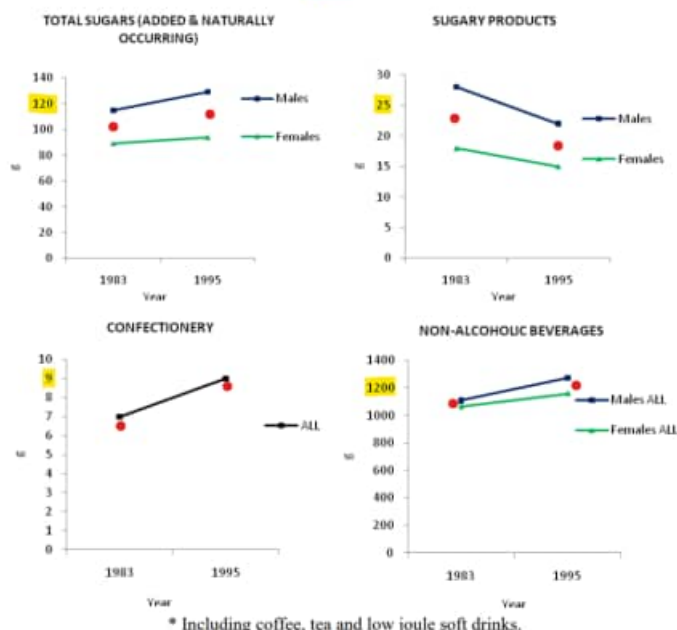 TOTAL SUGARS (ADDED & NATURALLY
OCCURRING)
140
120
100
80
60
40
20
0
g
1983
1995
Year
Males
Females
SUGARY PRODUCTS
30
25
20
15
10
5
0
g
1983
1995
Year
Males
Females
CONFECTIONERY
10
9
8
7
6
5
4
3
2
1
0
g
1983
1995
Year
ALL
NON-ALCOHOLIC BEVERAGES
1400
1200
1000
800
600
400
200
0
g
1983
1995
Year
Males ALL
Females ALL
* Including coffee, tea and low joule soft drinks.